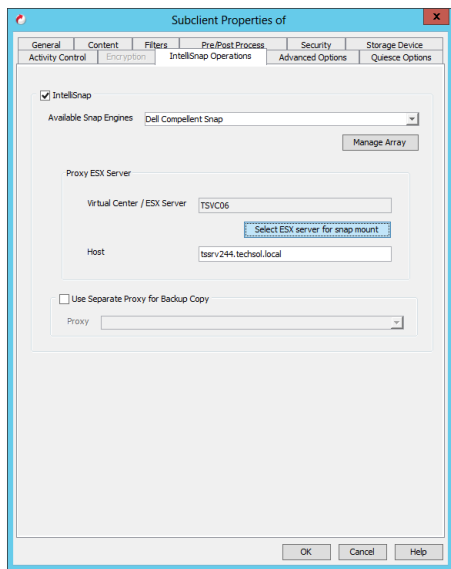 Subclient Properties of
x
General Content Filters Pre/Post Process Security Storage Device
Activity Control Encryption IntelliSnap Operations Advanced Options Quiesce Options
IntelliSnap
Available Snap Engines Dell Compellent Snap
Manage Array
Proxy ESX Server
Virtual Center / ESX Server TSVC06
Select ESX server for snap mount
Host tssrv244.techsol.local
Use Separate Proxy for Backup Copy
Proxy
OK Cancel Help